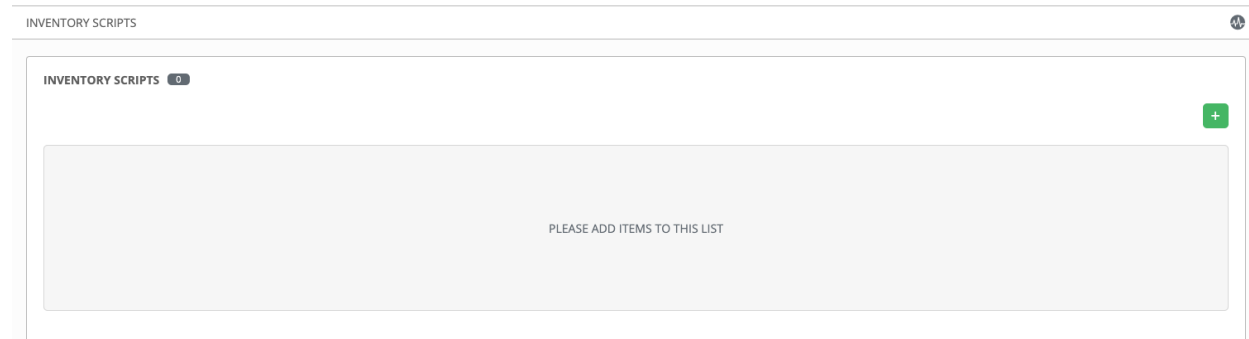 INVENTORY SCRIPTS
INVENTORY SCRIPTS 0
+
PLEASE ADD ITEMS TO THIS LIST